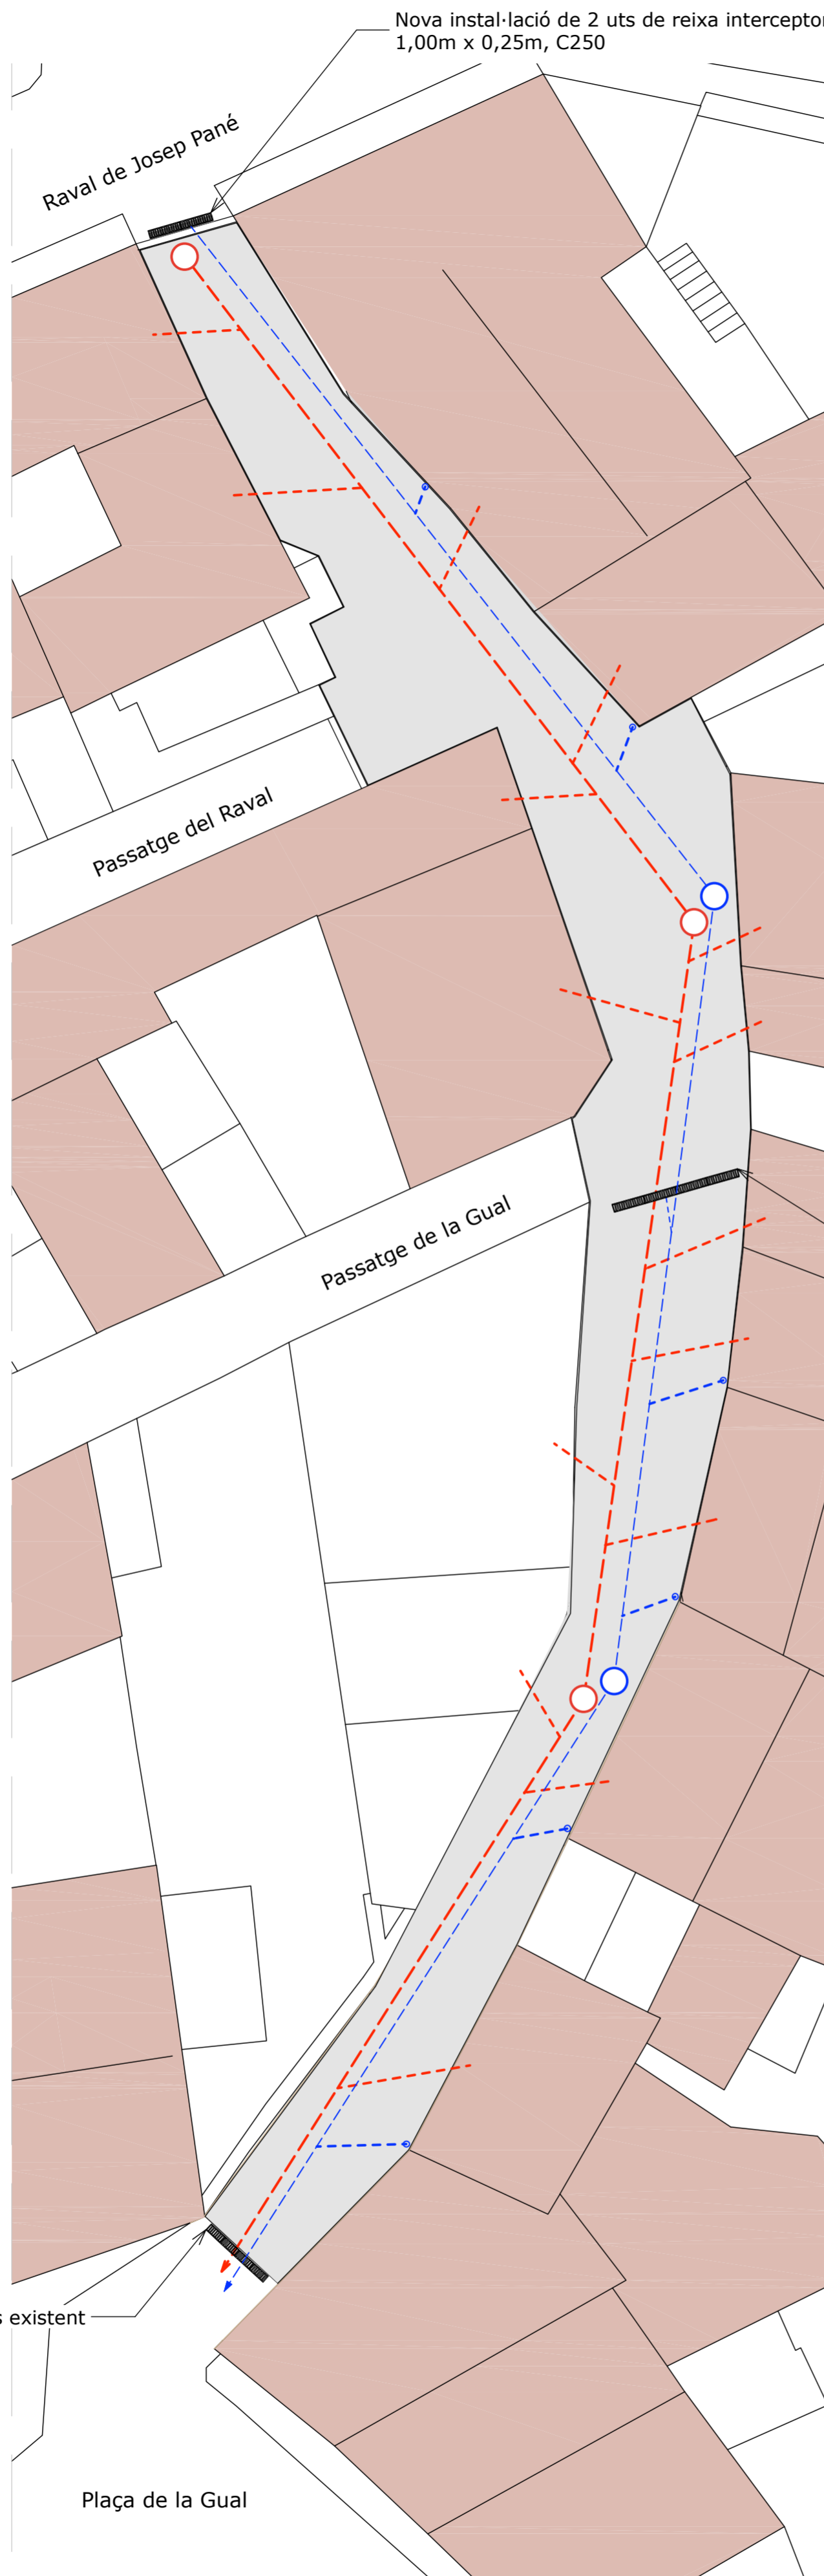 Nova instal·lació de 2 uts de reixa
1,00m x 0,25m, C250
Raval de Josep Pané
Passatge del Raval
Passatge de la Gual
existent
Plaça de la Gual